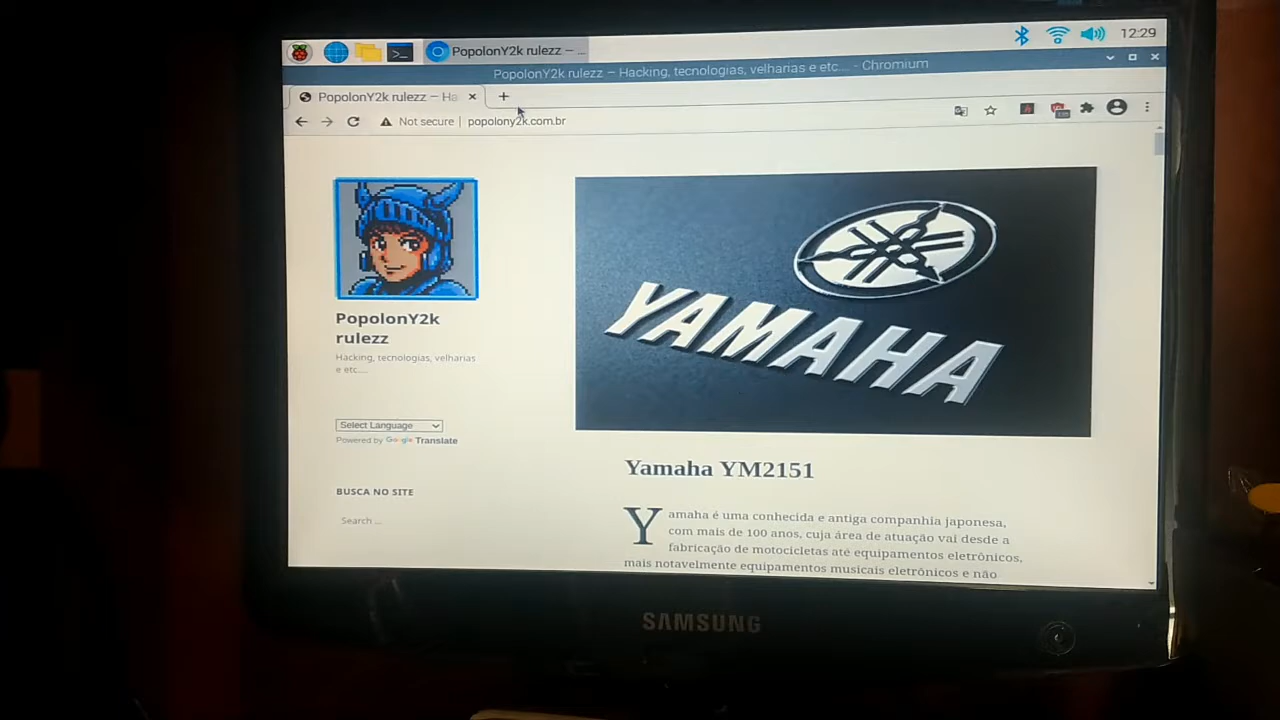 PopolonY2k rulezz – ...
12:29
PopolonY2k rulezz – Hacking, tecnologias, velharias e etc... - Chromium
PopolonY2k rulezz – Ha
Not secure | popolony2k.com.br
YAMAHA
PopolonY2k
rulezz
Hacking, tecnologias, velharias
e etc....
Select Language
Powered by Google Translate
BUSCA NO SITE
Search ...
Yamaha YM2151
Yamaha é uma conhecida e antiga companhia japonesa,
com mais de 100 anos, cuja área de atuação vai desde a
fabricação de motocicletas até equipamentos eletrônicos,
mais notavelmente equipamentos musicais eletrônicos e não
SAMSUNG